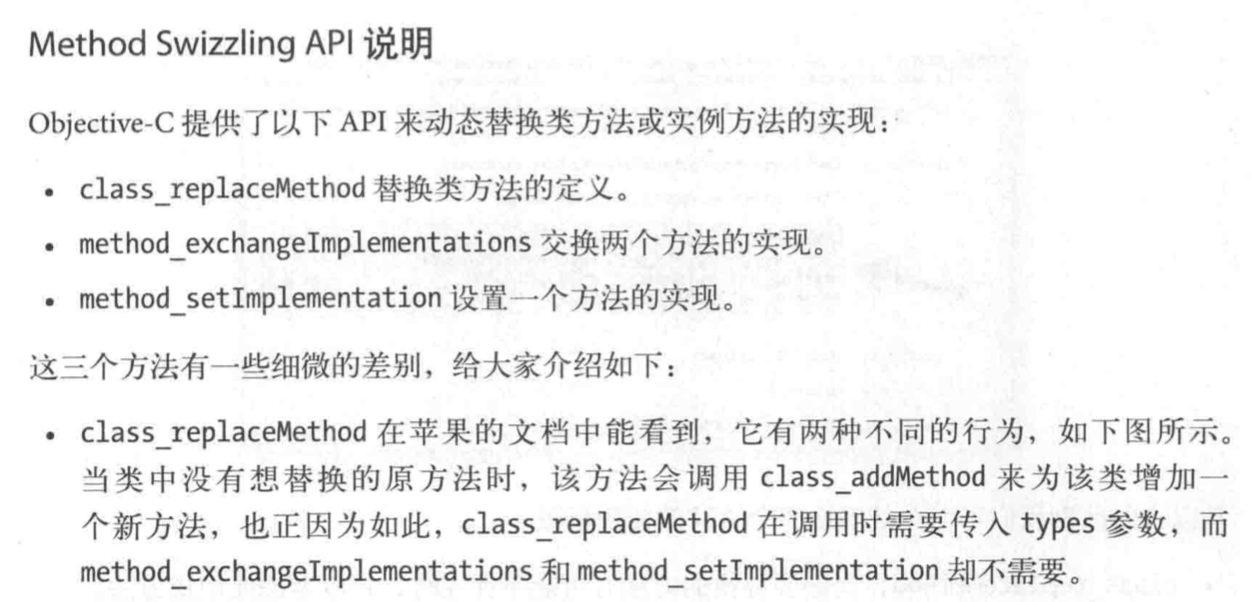 Method Swizzling API 说明
Objective-C 提供了以下 API 来动态替换类方法或实例方法的实现：
• class_replaceMethod 替换类方法的定义。
• method_exchangeImplementations 交换两个方法的实现。
• method_setImplementation 设置一个方法的实现。
这三个方法有一些细微的差别，给大家介绍如下：
• class_replaceMethod 在苹果的文档中能看到，它有两种不同的行为，如下图所示。
当类中没有想替换的原方法时，该方法会调用 class_addMethod 来为该类增加一
个新方法，也正因为如此，class_replaceMethod 在调用时需要传入 types 参数，而
method_exchangeImplementations 和 method_setImplementation 却不需要。